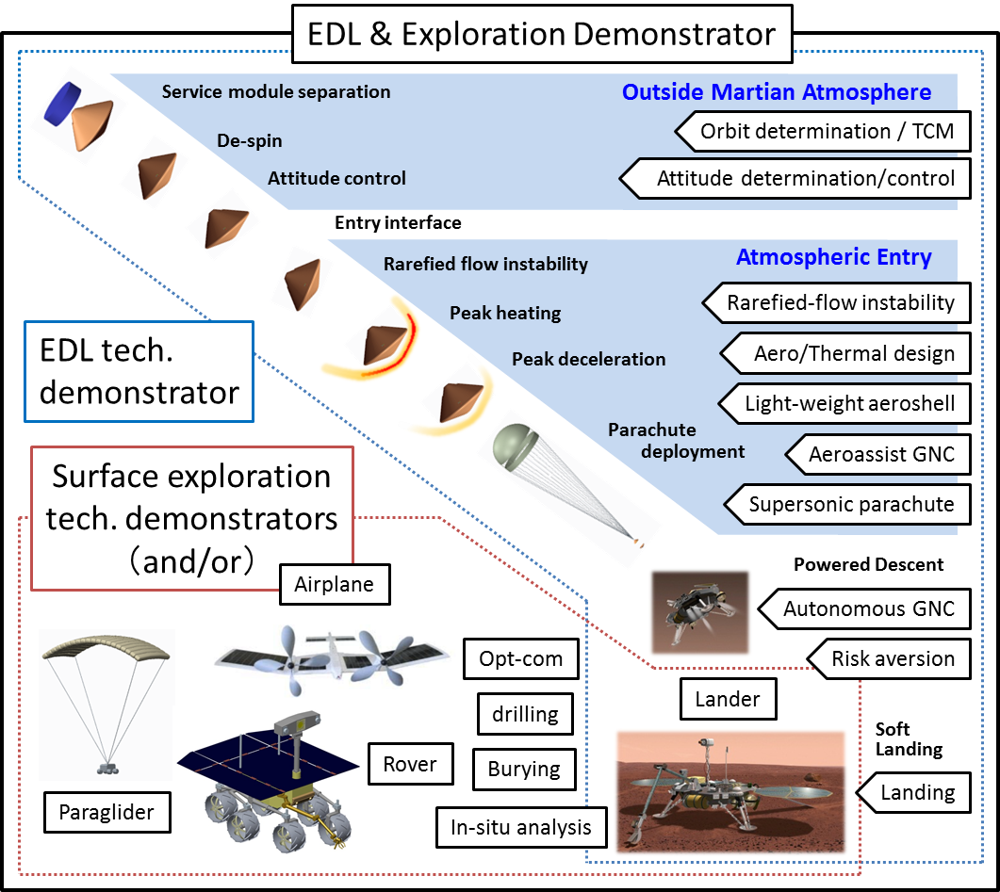 EDL & Exploration Demonstrator
Service module separation
Outside Martian Atmosphere
De-spin
Orbit determination / TCM
Attitude control
Attitude determination/control
Entry interface
Rarefied flow instability
Atmospheric Entry
Peak heating
Rarefied-flow instability
Peak deceleration
Aero/Thermal design
Light-weight aeroshell
Parachute
deployment
Aeroassist GNC
Supersonic parachute
EDL tech.
demonstrator
Surface exploration
tech. demonstrators
（and/or）
Powered Descent
Autonomous GNC
Risk aversion
Airplane
Opt-com
drilling
Burying
In-situ analysis
Rover
Paraglider
Lander
Soft
Landing
Landing